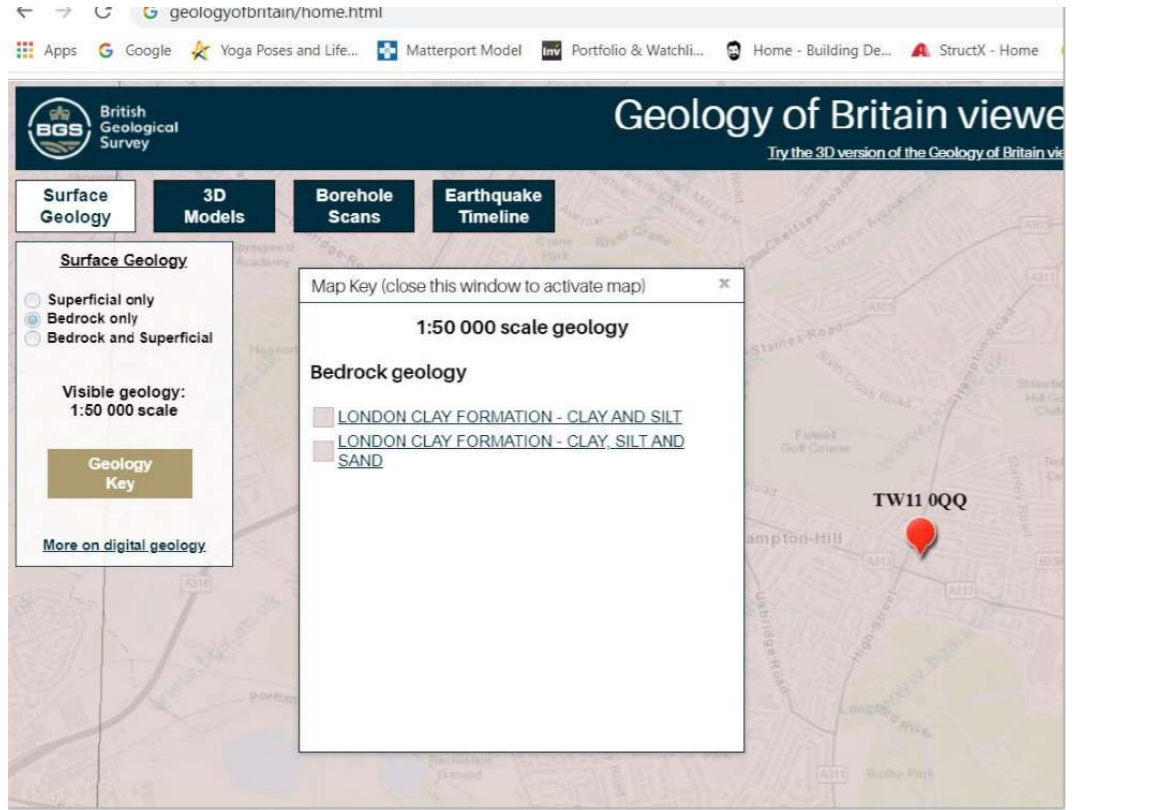 geologyofbritain/home.html
Apps Google Yoga Poses and Life... Matterport Model Portfolio & Watchli... Home - Building De... StructX - Home
BGS
British
Geological
Survey
Geology of Britain viewe
Try the 3D version of the Geology of Britain vie
Surface
Geology
3D
Models
Borehole
Scans
Earthquake
Timeline
Surface Geology
Superficial only
Bedrock only
Bedrock and Superficial
Visible geology:
1:50 000 scale
Geology
Key
More on digital geology
Map Key (close this window to activate map) x
1:50 000 scale geology
Bedrock geology
LONDON CLAY FORMATION - CLAY AND SILT
LONDON CLAY FORMATION - CLAY, SILT AND
SAND
TW11 0QQ
Staines-Road
Hampton-Road
Fulwell
Golf Course
ampton-Hill
A313
A313
High-Street
Uxbridge-Road
Longford
River
A311
Bushy Park
A316
A305
A311